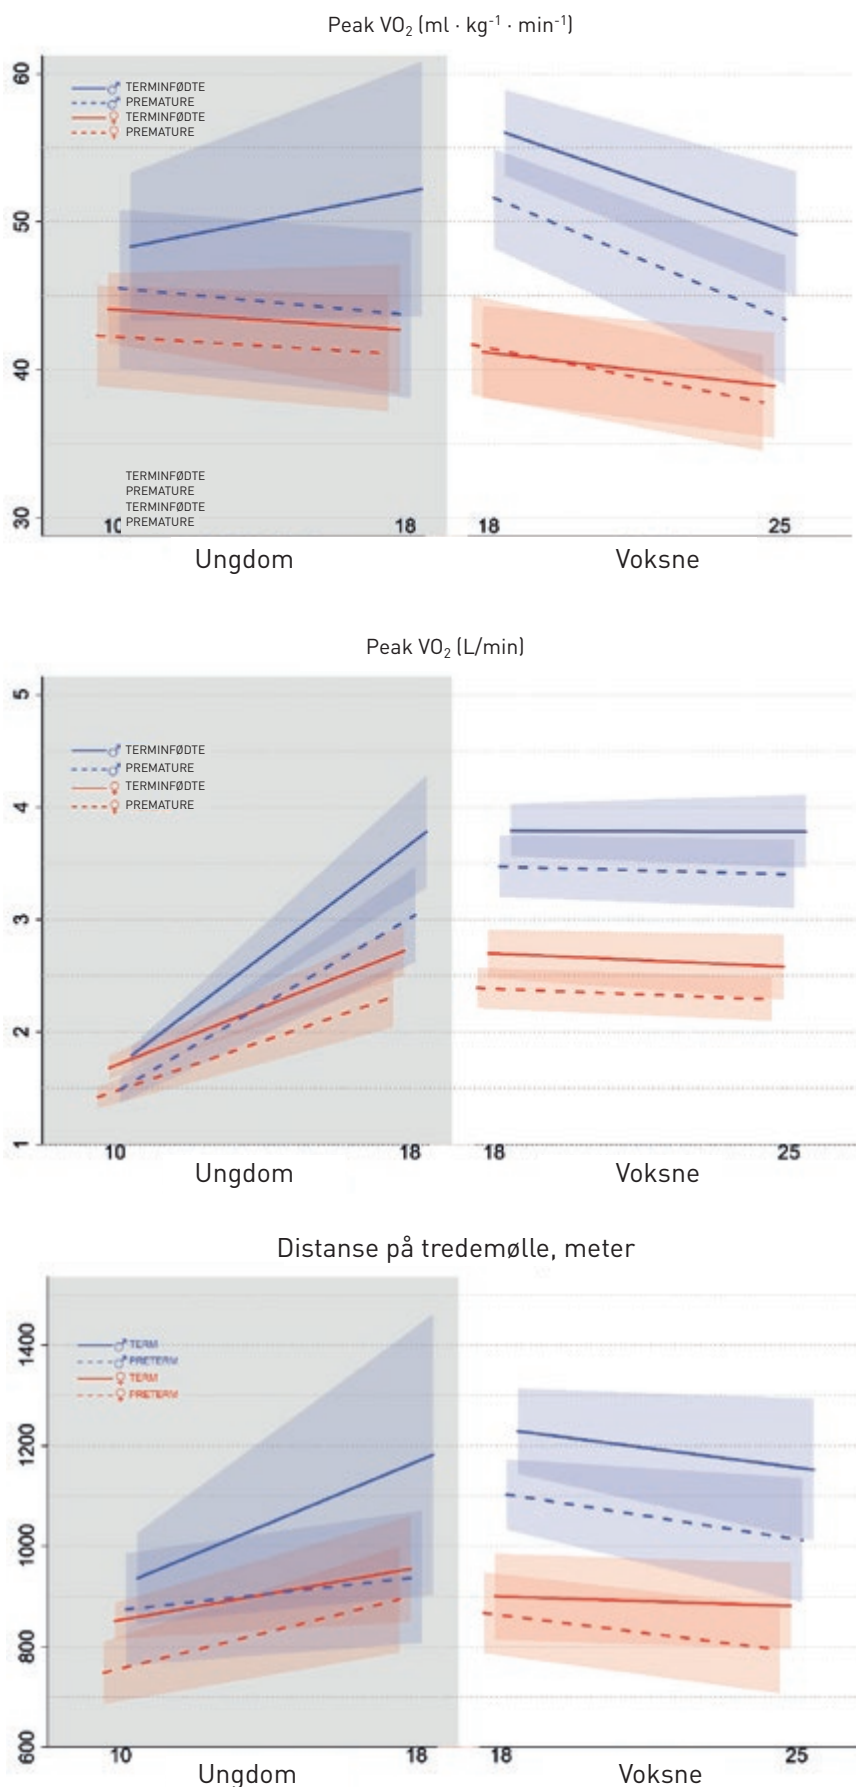 Peak VO₂ (ml · kg⁻¹ · min⁻¹)
60
50
40
30
♂ TERMINFØDTE
♂ PREMATURE
♀ TERMINFØDTE
♀ PREMATURE
TERMINFØDTE
PREMATURE
TERMINFØDTE
PREMATURE
10 18 18 25
Ungdom Voksne
Peak VO₂ (L/min)
5
4
3
2
1
♂ TERMINFØDTE
♂ PREMATURE
♀ TERMINFØDTE
♀ PREMATURE
10 18 18 25
Ungdom Voksne
Distanse på tredemølle, meter
1400
1200
1000
800
600
♂ TERM
♂ PRETERM
♀ TERM
♀ PRETERM
10 18 18 25
Ungdom Voksne